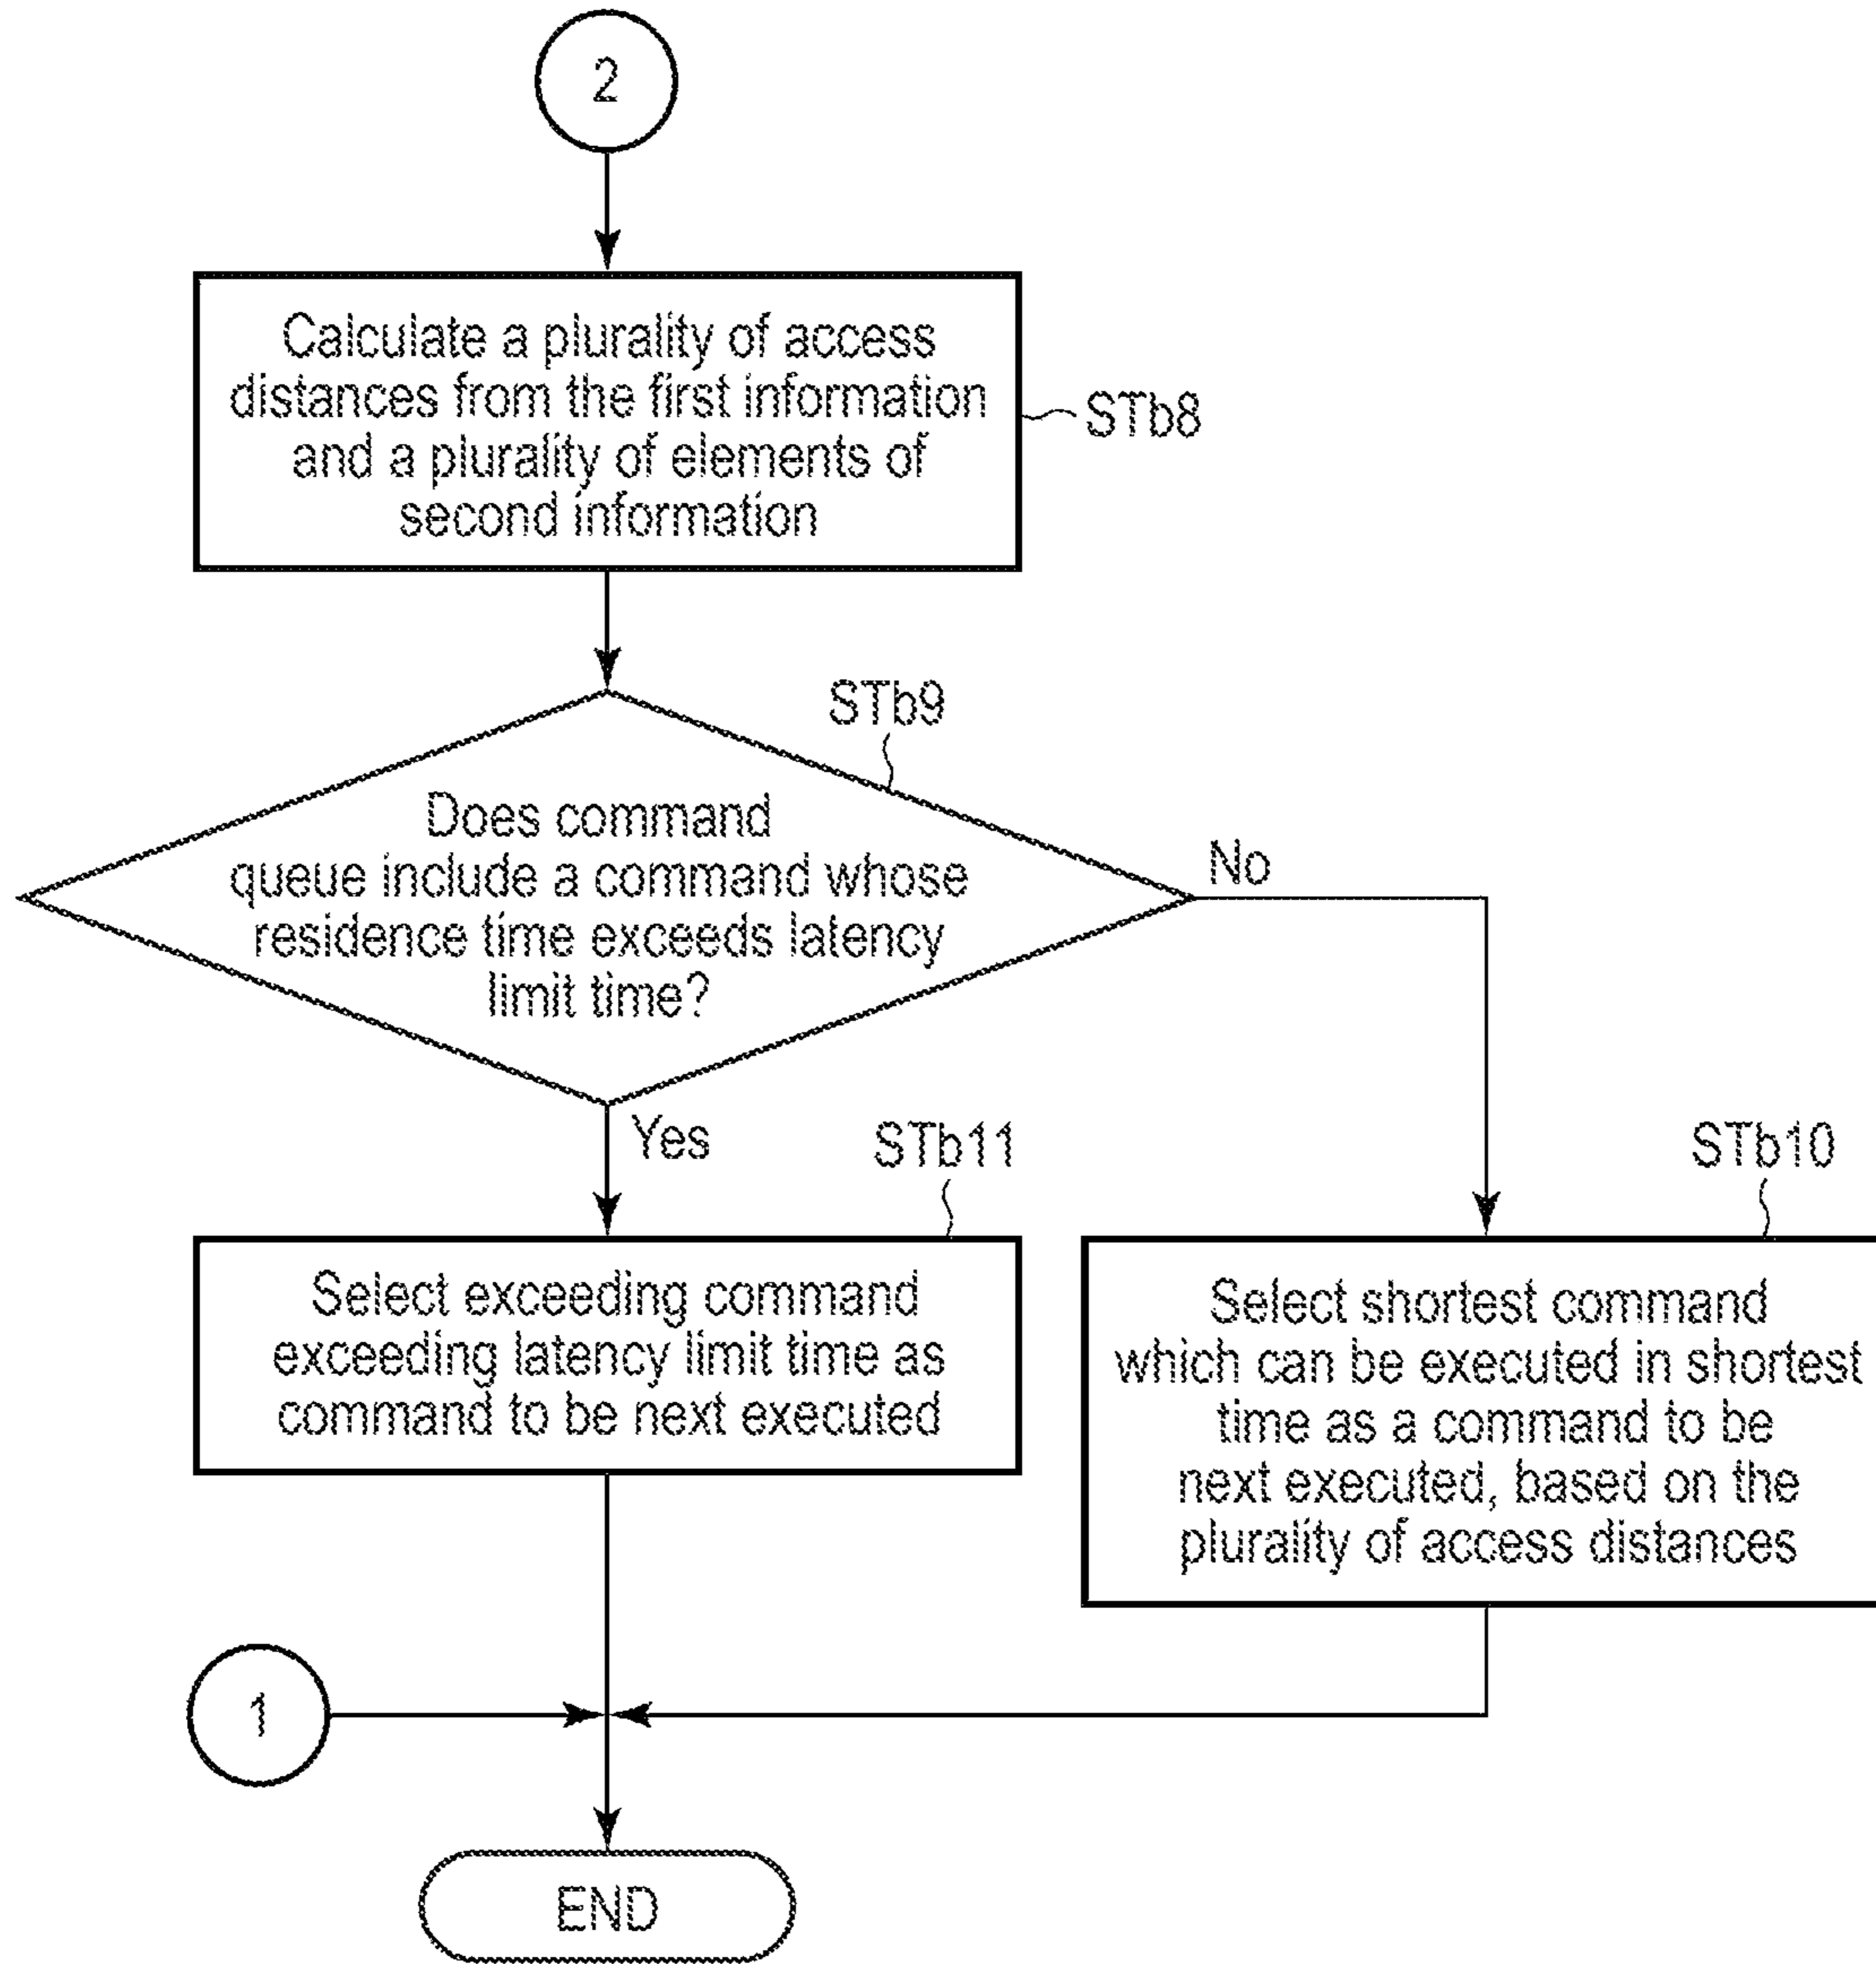 2
Calculate a plurality of access
distances from the first information
and a plurality of elements of
second information
STb8
STb9
Does command
queue include a command whose
residence time exceeds latency
limit time?
No
Yes
STb11
STb10
Select exceeding command
exceeding latency limit time as
command to be next executed
Select shortest command
which can be executed in shortest
time as a command to be
next executed, based on the
plurality of access distances
1
END